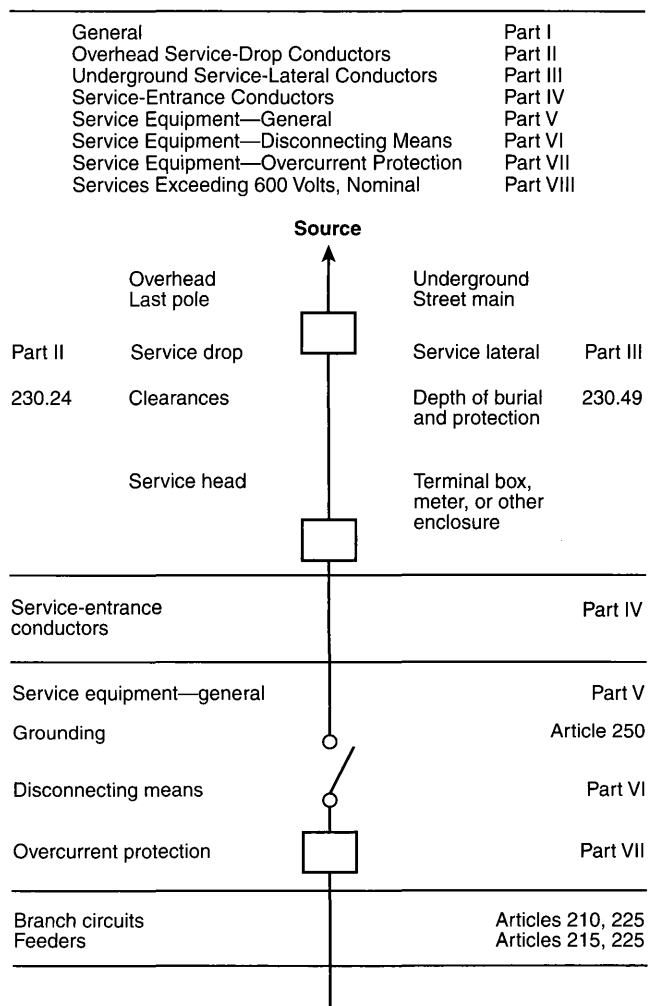 General Part I
Overhead Service-Drop Conductors Part II
Underground Service-Lateral Conductors Part III
Service-Entrance Conductors Part IV
Service Equipment—General Part V
Service Equipment—Disconnecting Means Part VI
Service Equipment—Overcurrent Protection Part VII
Services Exceeding 600 Volts, Nominal Part VIII
Source
Overhead
Last pole
Underground
Street main
Part II Service drop Service lateral Part III
230.24 Clearances
Depth of burial 230.49
and protection
Service head
Terminal box,
meter, or other
enclosure
Service-entrance
conductors
Part IV
Service equipment—general Part V
Grounding Article 250
Disconnecting means Part VI
Overcurrent protection Part VII
Branch circuits Articles 210, 225
Feeders Articles 215, 225